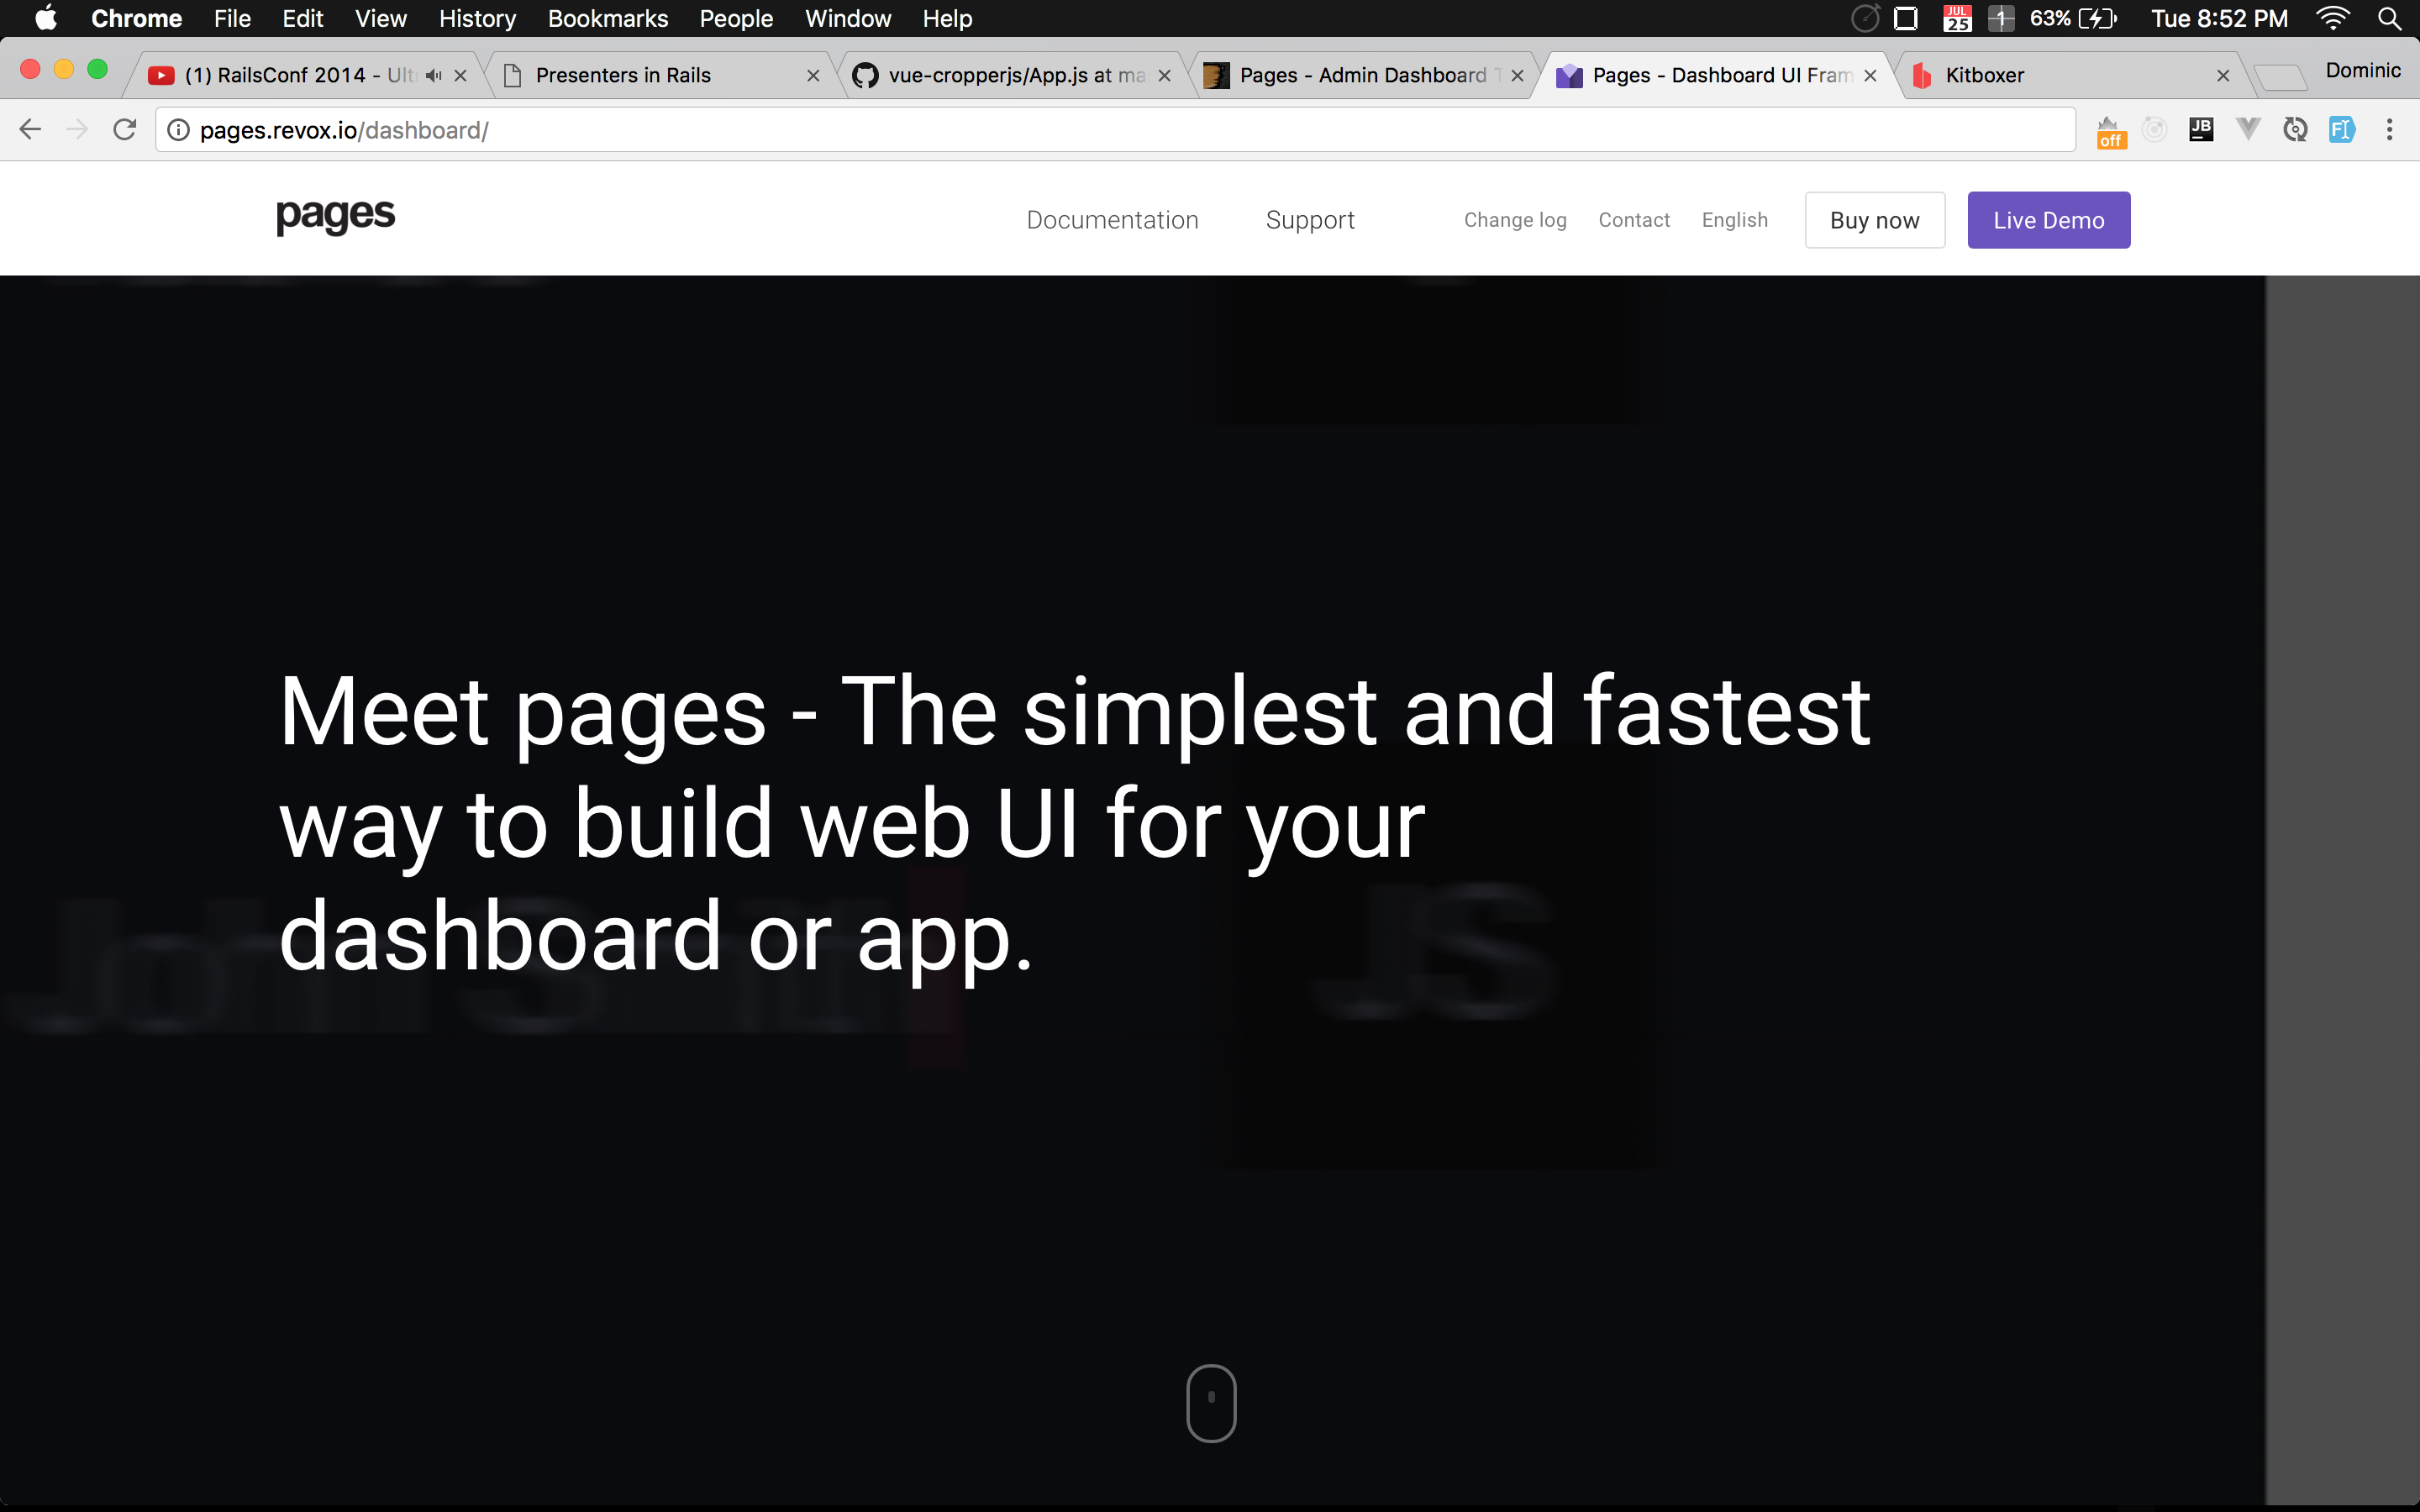 Chrome File Edit View History Bookmarks People Window Help JUL 25 1 63% Tue 8:52 PM
(1) RailsConf 2014 - Ult Presenters in Rails vue-cropperjs/App.js at ma Pages - Admin Dashboard T Pages - Dashboard UI Fram Kitboxer Dominic
pages.revox.io/dashboard/ off JB F
pages Documentation Support Change log Contact English Buy now Live Demo
Meet pages - The simplest and fastest
way to build web UI for your
dashboard or app.
John Smith JS